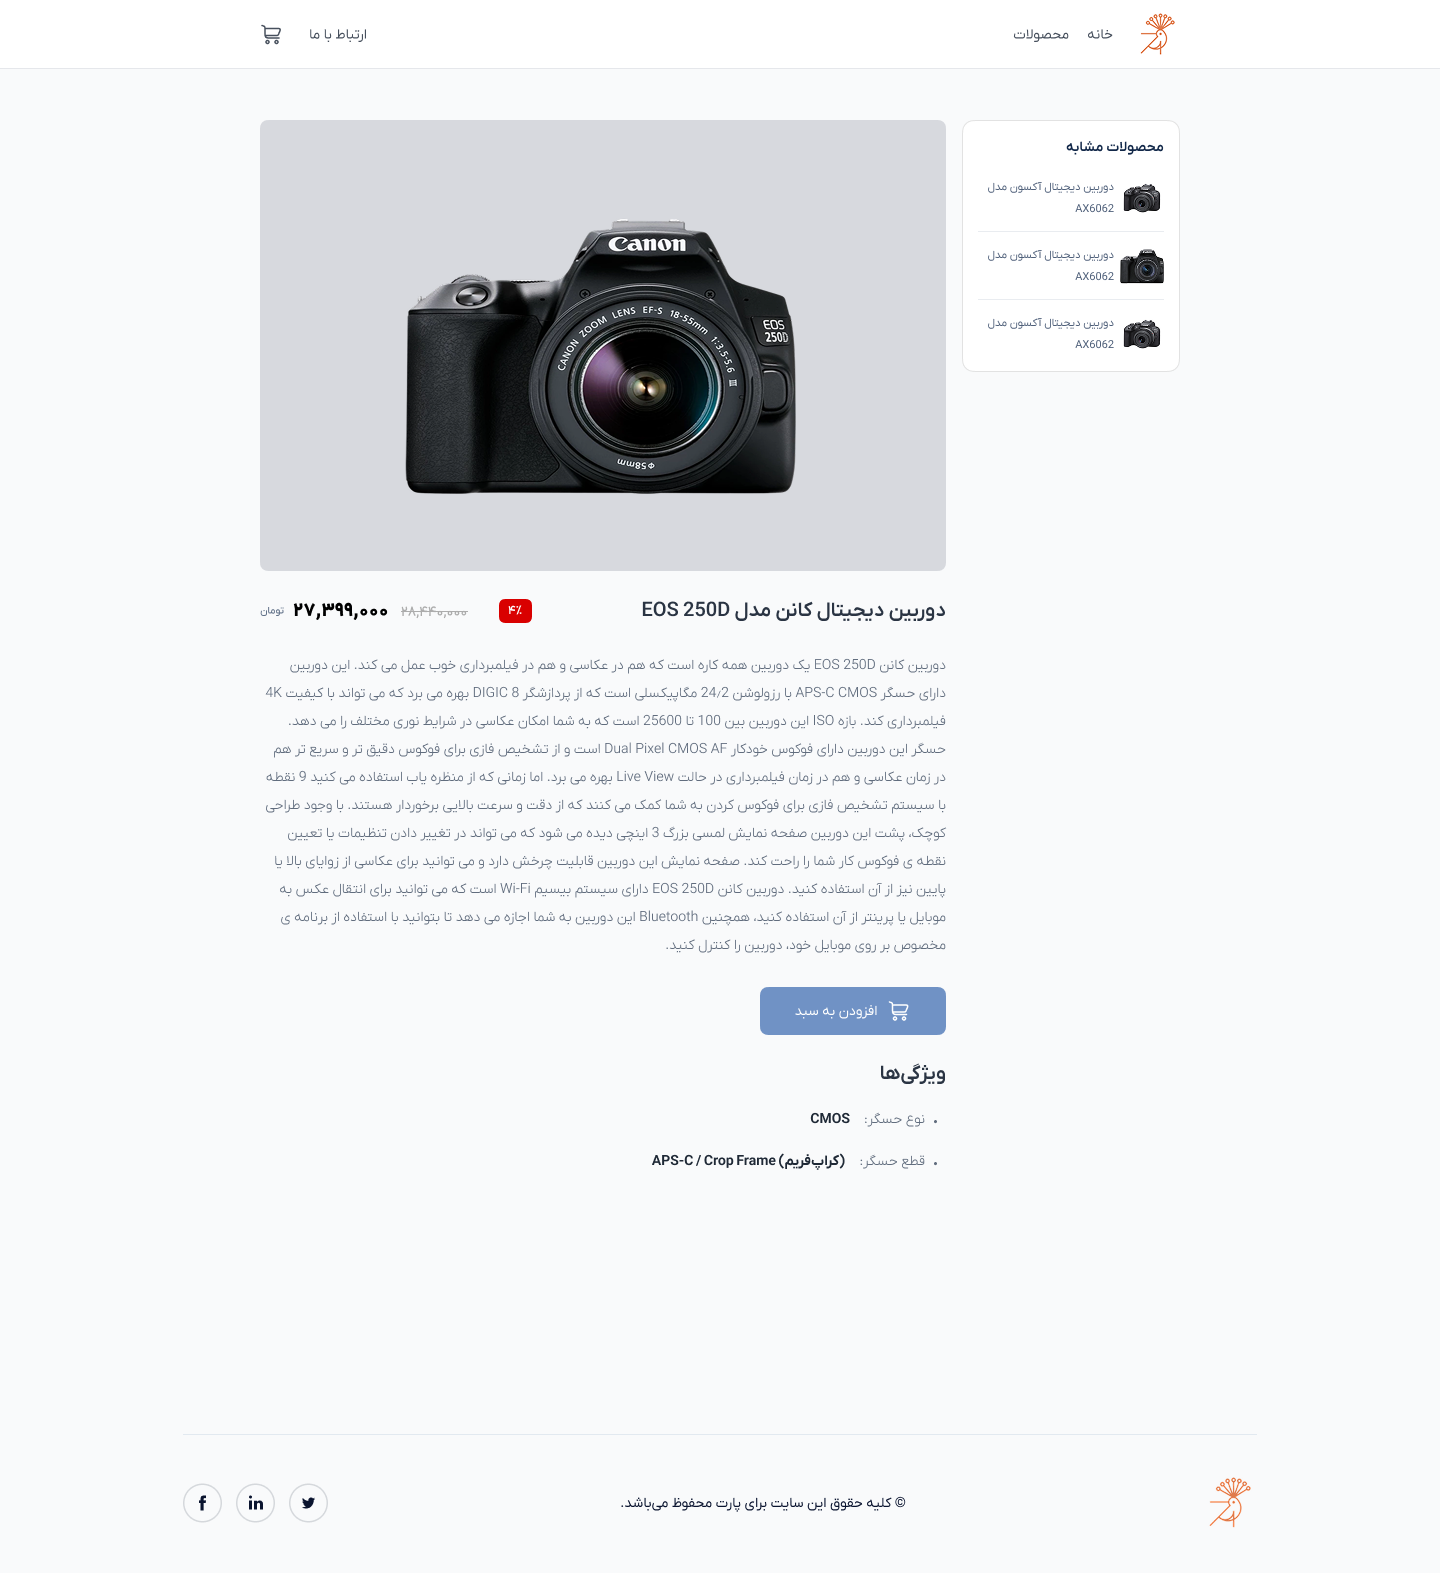 خانه
محصولات
ارتباط با ما
محصولات مشابه
دوربین دیجیتال آکسون مدل
AX6062
دوربین دیجیتال آکسون مدل
AX6062
دوربین دیجیتال آکسون مدل
AX6062
Canon
EOS
250D
CANON ZOOM LENS EF-S 18-55mm 1:3.5-5.6 III
Φ58mm
دوربین دیجیتال کانن مدل EOS 250D
۴٪
۲۸,۴۴۰,۰۰۰
۲۷,۳۹۹,۰۰۰
تومان
دوربین کانن EOS 250D یک دوربین همه کاره است که هم در عکاسی و هم در فیلمبرداری خوب عمل می کند. این دوربین
دارای حسگر APS-C CMOS با رزولوشن 24٫2 مگاپیکسلی است که از پردازشگر DIGIC 8 بهره می برد که می تواند با کیفیت 4K
فیلمبرداری کند. بازه ISO این دوربین بین 100 تا 25600 است که به شما امکان عکاسی در شرایط نوری مختلف را می دهد.
حسگر این دوربین دارای فوکوس خودکار Dual Pixel CMOS AF است و از تشخیص فازی برای فوکوس دقیق تر و سریع تر هم
در زمان عکاسی و هم در زمان فیلمبرداری در حالت Live View بهره می برد. اما زمانی که از منظره یاب استفاده می کنید 9 نقطه
با سیستم تشخیص فازی برای فوکوس کردن به شما کمک می کنند که از دقت و سرعت بالایی برخوردار هستند. با وجود طراحی
کوچک، پشت این دوربین صفحه نمایش لمسی بزرگ 3 اینچی دیده می شود که می تواند در تغییر دادن تنظیمات یا تعیین
نقطه ی فوکوس کار شما را راحت کند. صفحه نمایش این دوربین قابلیت چرخش دارد و می توانید برای عکاسی از زوایای بالا یا
پایین نیز از آن استفاده کنید. دوربین کانن EOS 250D دارای سیستم بیسیم Wi-Fi است که می توانید برای انتقال عکس به
موبایل یا پرینتر از آن استفاده کنید، همچنین Bluetooth این دوربین به شما اجازه می دهد تا بتوانید با استفاده از برنامه ی
مخصوص بر روی موبایل خود، دوربین را کنترل کنید.
افزودن به سبد
ویژگی‌ها
• نوع حسگر: CMOS
• قطع حسگر: APS-C / Crop Frame (کراپ‌فریم)
© کلیه حقوق این سایت برای پارت محفوظ می‌باشد.